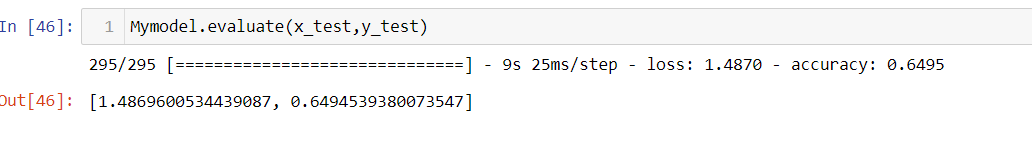 In [46]: 1 Mymodel.evaluate(x_test,y_test)
295/295 [==============================] - 9s 25ms/step - loss: 1.4870 - accuracy: 0.6495
Out[46]: [1.4869600534439087, 0.6494539380073547]